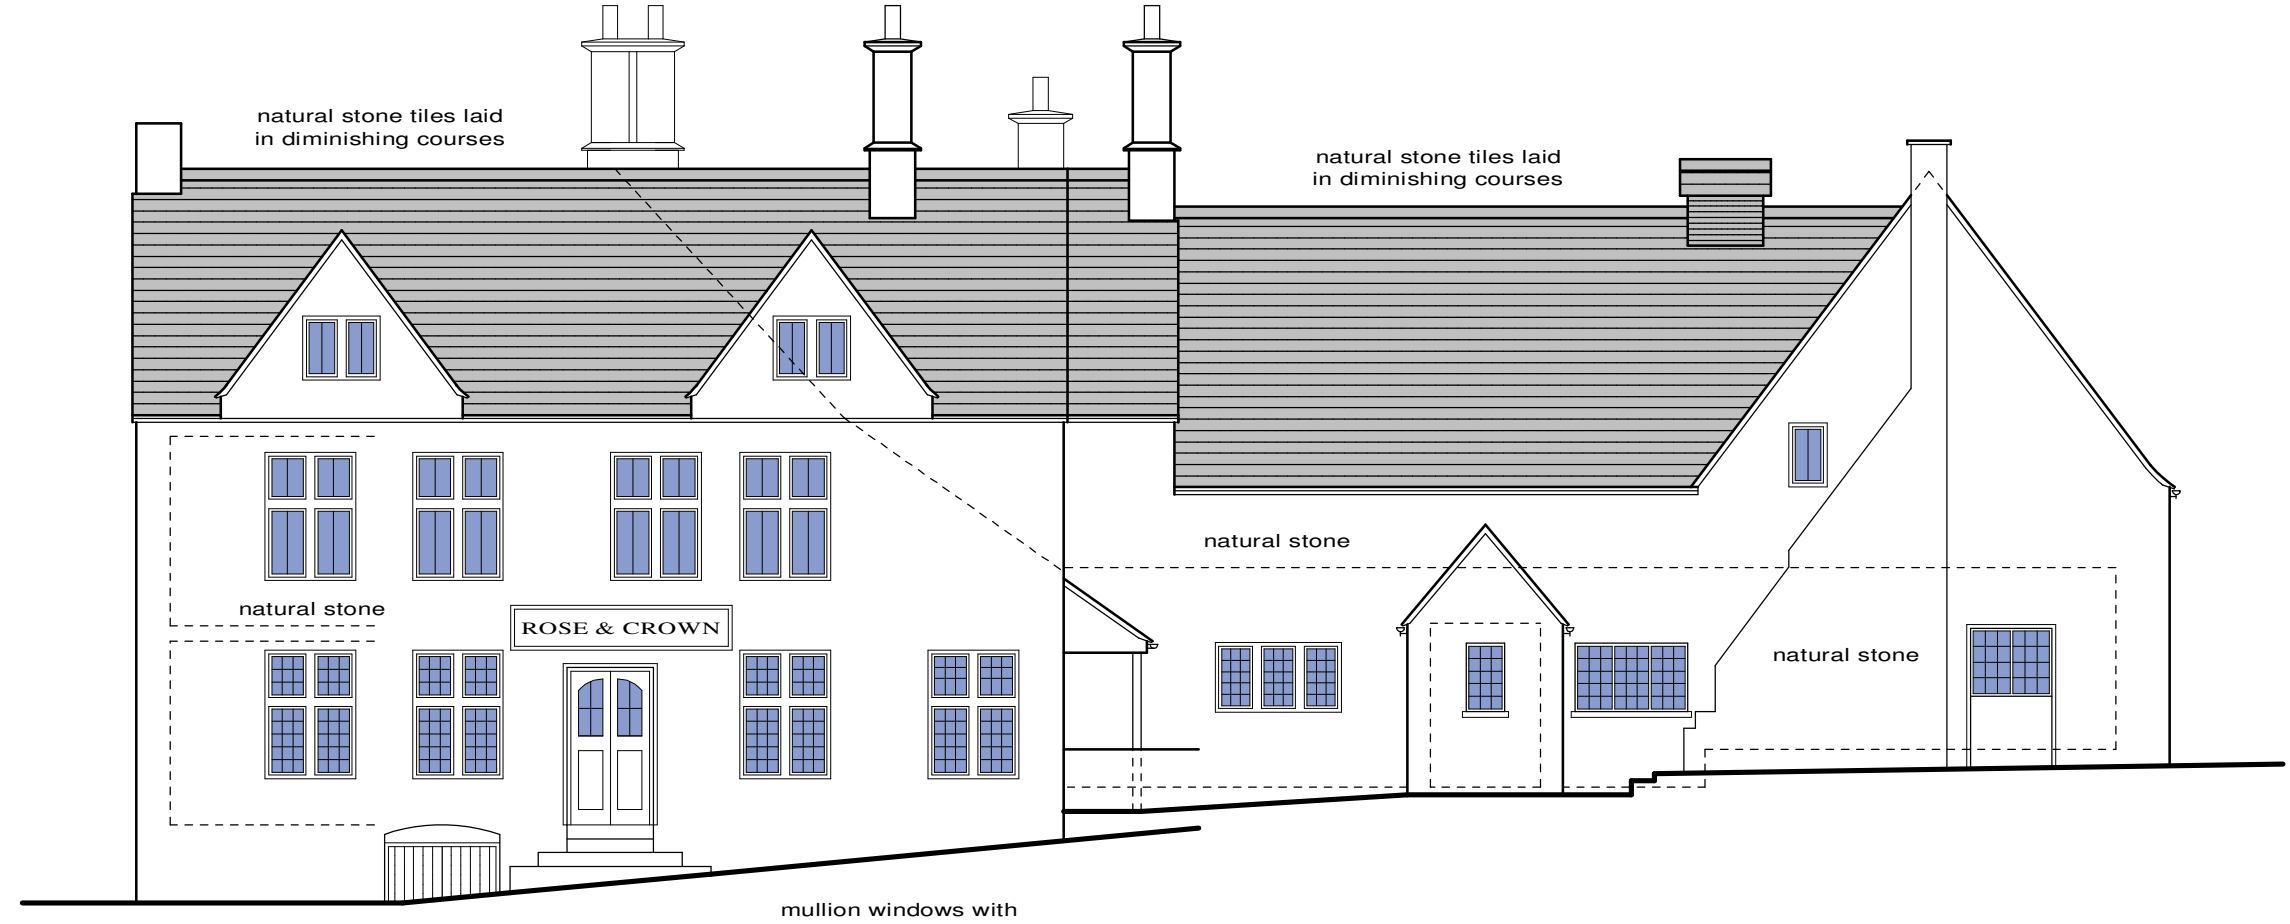 natural stone tiles laid
in diminishing courses
natural stone tiles laid
in diminishing courses
natural stone
natural stone
ROSE & CROWN
natural stone
mullion windows with